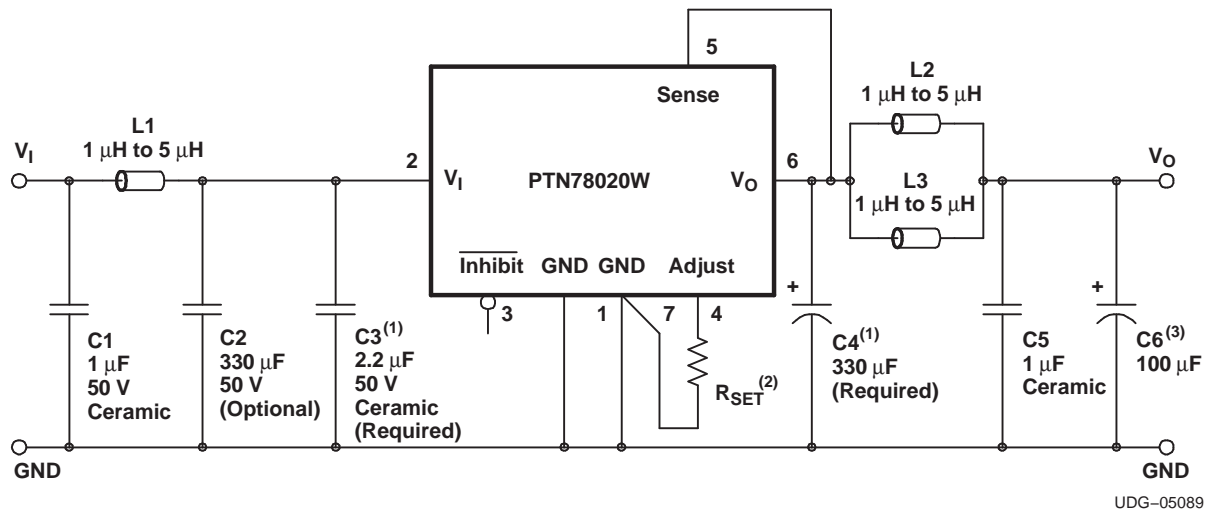 5
L2
1 μH to 5 μH
Sense
L1
1 μH to 5 μH
V_I
2
V_I
PTN78020W
V_O
6
L3
1 μH to 5 μH
V_O
Inhibit
GND
GND
Adjust
3
1
7
4
+
+
C1
1 μF
50 V
Ceramic
C2
330 μF
50 V
(Optional)
C3(1)
2.2 μF
50 V
Ceramic
(Required)
R_SET(2)
C4(1)
330 μF
(Required)
C5
1 μF
Ceramic
C6(3)
100 μF
GND
GND
UDG−05089